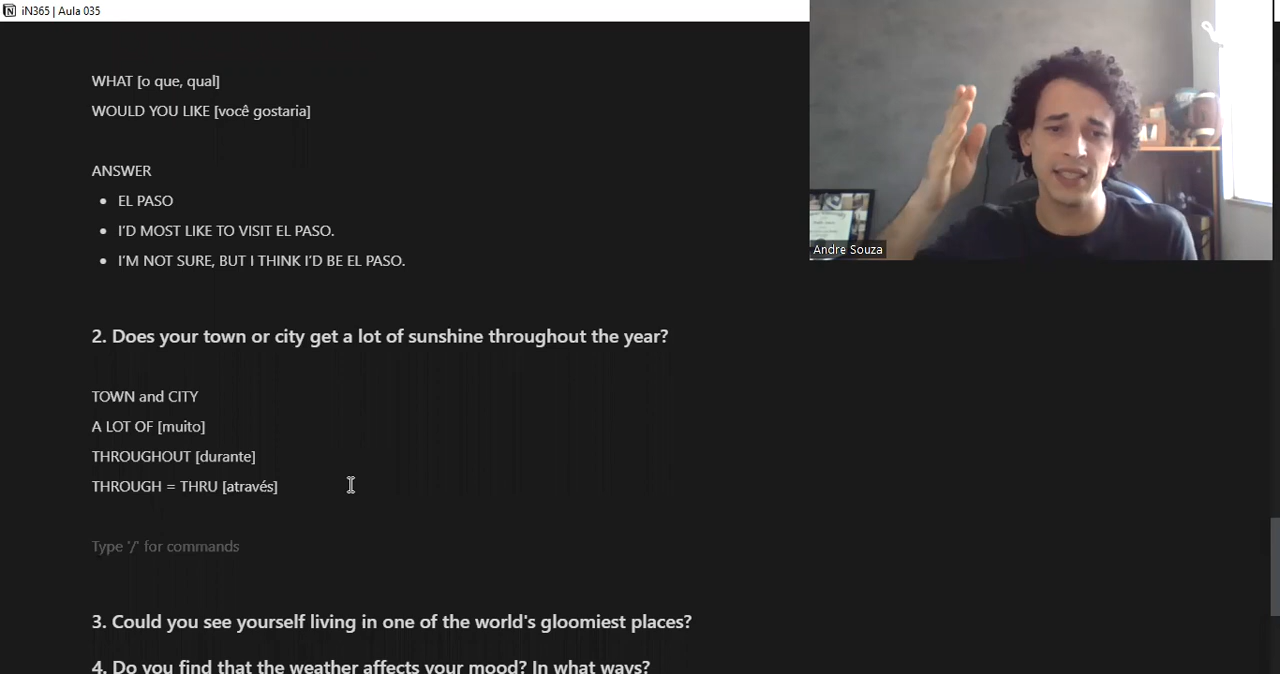 iN365 | Aula 035
WHAT [o que, qual]
WOULD YOU LIKE [você gostaria]
ANSWER
• EL PASO
• I'D MOST LIKE TO VISIT EL PASO.
• I'M NOT SURE, BUT I THINK I'D BE EL PASO.
Andre Souza
2. Does your town or city get a lot of sunshine throughout the year?
TOWN and CITY
A LOT OF [muito]
THROUGHOUT [durante]
THROUGH = THRU [através]
Type '/' for commands
3. Could you see yourself living in one of the world's gloomiest places?
4. Do you find that the weather affects your mood? In what ways?